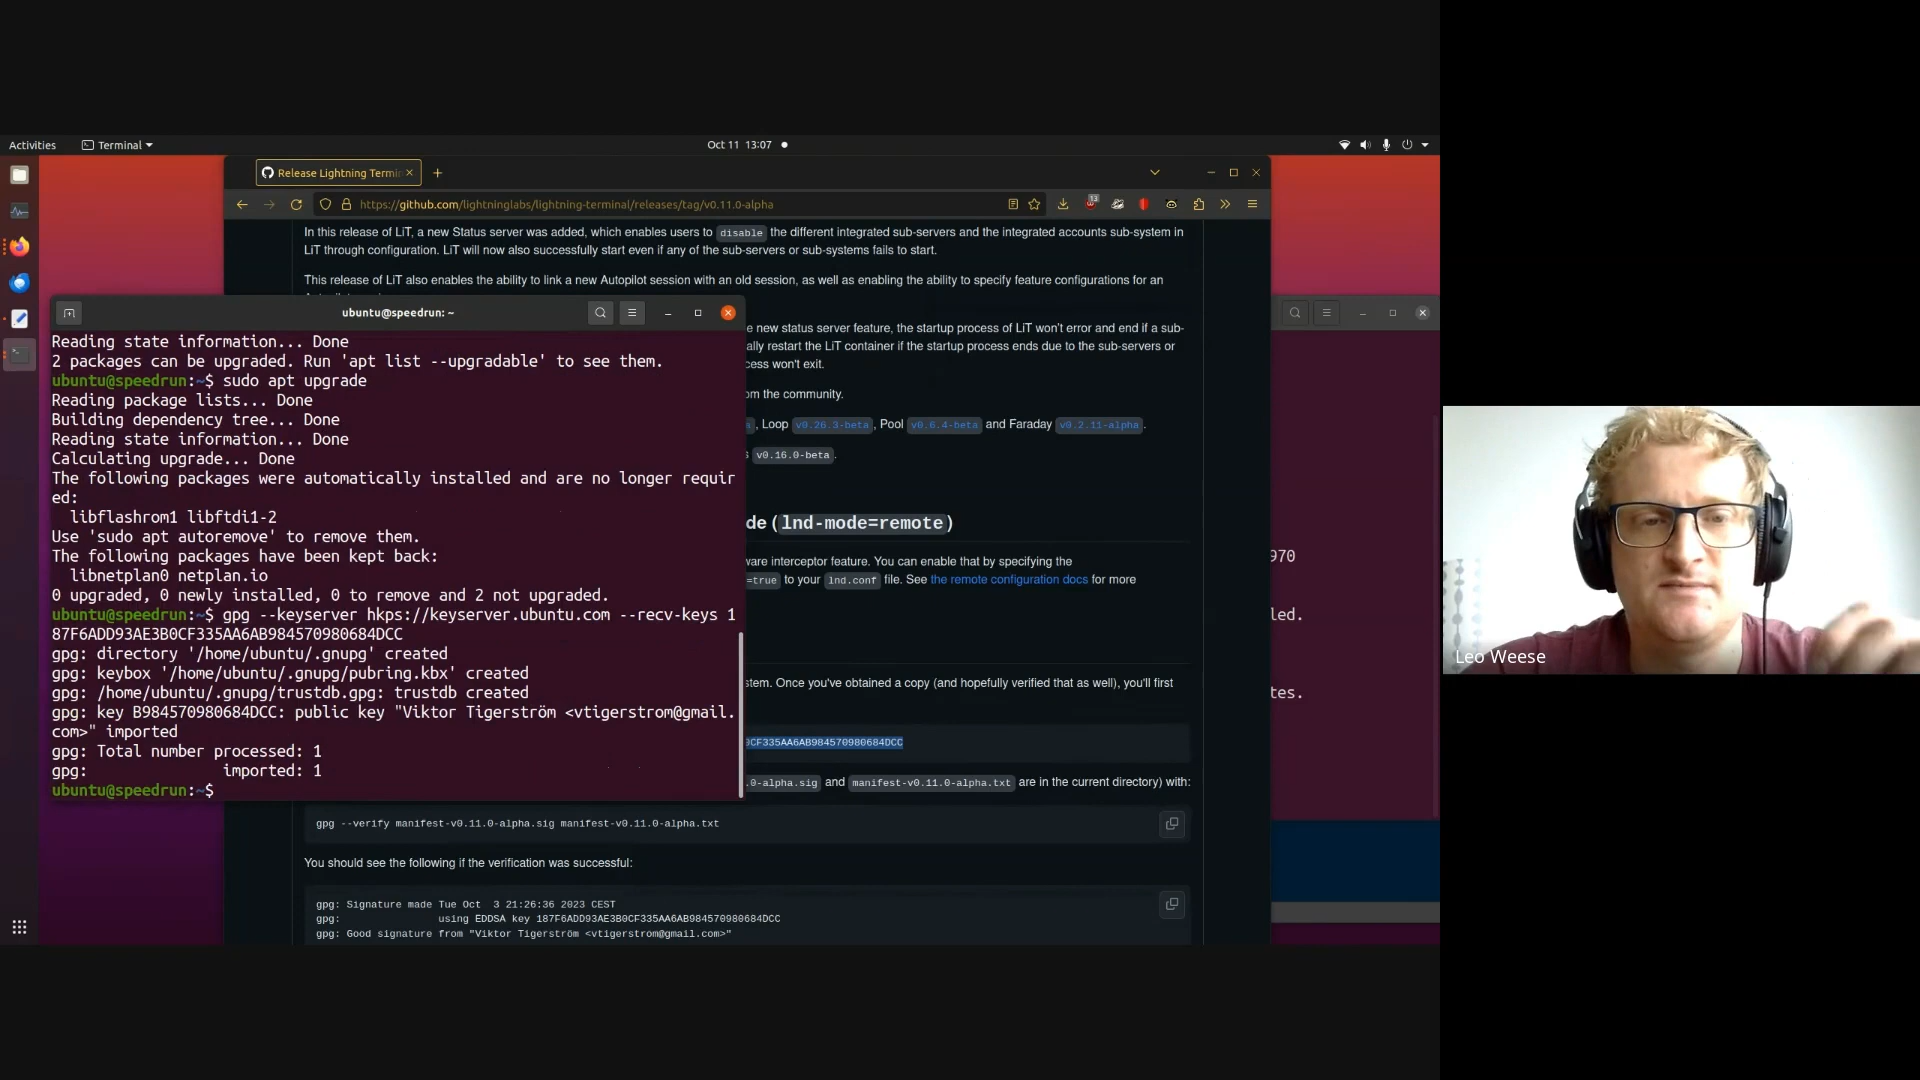 Activities
Terminal
Oct 11 13:07
Release Lightning Termin
https://github.com/lightninglabs/lightning-terminal/releases/tag/v0.11.0-alpha
13
In this release of LiT, a new Status server was added, which enables users to disable the different integrated sub-servers and the integrated accounts sub-system in
LiT through configuration. LiT will now also successfully start even if any of the sub-servers or sub-systems fails to start.
This release of LiT also enables the ability to link a new Autopilot session with an old session, as well as enabling the ability to specify feature configurations for an
e new status server feature, the startup process of LiT won't error and end if a sub-
ally restart the LiT container if the startup process ends due to the sub-servers or
cess won't exit.
om the community.
a, Loop v0.26.3-beta, Pool v0.6.4-beta and Faraday v0.2.11-alpha.
s v0.16.0-beta.
de (lnd-mode=remote)
ware interceptor feature. You can enable that by specifying the
=true to your lnd.conf file. See the remote configuration docs for more
stem. Once you've obtained a copy (and hopefully verified that as well), you'll first
0CF335AA6AB984570980684DCC
.0-alpha.sig and manifest-v0.11.0-alpha.txt are in the current directory) with:
gpg --verify manifest-v0.11.0-alpha.sig manifest-v0.11.0-alpha.txt
You should see the following if the verification was successful:
gpg: Signature made Tue Oct  3 21:26:36 2023 CEST
gpg:                using EDDSA key 187F6ADD93AE3B0CF335AA6AB984570980684DCC
gpg: Good signature from "Viktor Tigerström <vtigerstrom@gmail.com>"
ubuntu@speedrun: ~
Reading state information... Done
2 packages can be upgraded. Run 'apt list --upgradable' to see them.
ubuntu@speedrun:~$ sudo apt upgrade
Reading package lists... Done
Building dependency tree... Done
Reading state information... Done
Calculating upgrade... Done
The following packages were automatically installed and are no longer requir
ed:
  libflashrom1 libftdi1-2
Use 'sudo apt autoremove' to remove them.
The following packages have been kept back:
  libnetplan0 netplan.io
0 upgraded, 0 newly installed, 0 to remove and 2 not upgraded.
ubuntu@speedrun:~$ gpg --keyserver hkps://keyserver.ubuntu.com --recv-keys 1
87F6ADD93AE3B0CF335AA6AB984570980684DCC
gpg: directory '/home/ubuntu/.gnupg' created
gpg: keybox '/home/ubuntu/.gnupg/pubring.kbx' created
gpg: /home/ubuntu/.gnupg/trustdb.gpg: trustdb created
gpg: key B984570980684DCC: public key "Viktor Tigerström <vtigerstrom@gmail.
com>" imported
gpg: Total number processed: 1
gpg:               imported: 1
ubuntu@speedrun:~$
970
led.
tes.
Leo Weese